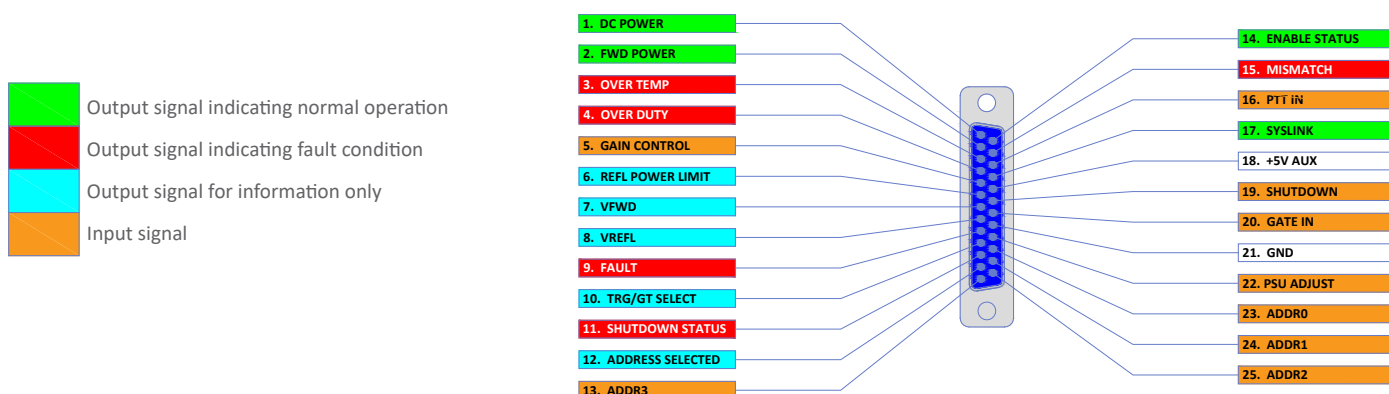 Output signal indicating normal operation
Output signal indicating fault condition
Output signal for information only
Input signal
1. DC POWER
2. FWD POWER
3. OVER TEMP
4. OVER DUTY
5. GAIN CONTROL
6. REFL POWER LIMIT
7. VFWD
8. VREFL
9. FAULT
10. TRG/GT SELECT
11. SHUTDOWN STATUS
12. ADDRESS SELECTED
13. ADDR3
14. ENABLE STATUS
15. MISMATCH
16. PTT IN
17. SYSLINK
18. +5V AUX
19. SHUTDOWN
20. GATE IN
21. GND
22. PSU ADJUST
23. ADDR0
24. ADDR1
25. ADDR2